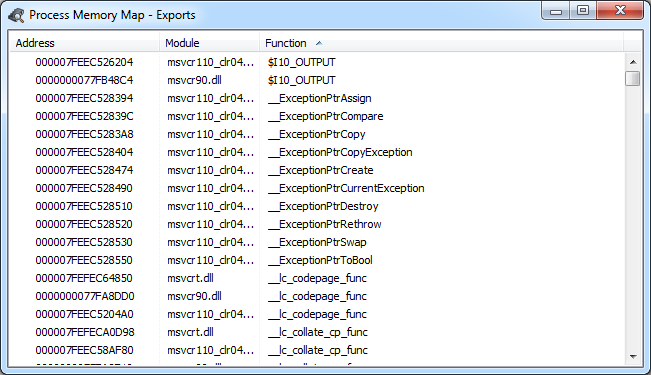 Process Memory Map - Exports
Address Module Function
000007FEEC526204 msvcr110_clr04... $I10_OUTPUT
0000000077FB48C4 msvcr90.dll $I10_OUTPUT
000007FEEC528394 msvcr110_clr04... __ExceptionPtrAssign
000007FEEC52839C msvcr110_clr04... __ExceptionPtrCompare
000007FEEC5283A8 msvcr110_clr04... __ExceptionPtrCopy
000007FEEC528404 msvcr110_clr04... __ExceptionPtrCopyException
000007FEEC528474 msvcr110_clr04... __ExceptionPtrCreate
000007FEEC528490 msvcr110_clr04... __ExceptionPtrCurrentException
000007FEEC528510 msvcr110_clr04... __ExceptionPtrDestroy
000007FEEC528520 msvcr110_clr04... __ExceptionPtrRethrow
000007FEEC528530 msvcr110_clr04... __ExceptionPtrSwap
000007FEEC528550 msvcr110_clr04... __ExceptionPtrToBool
000007FEFEC64850 msvcrt.dll __lc_codepage_func
0000000077FA8DD0 msvcr90.dll __lc_codepage_func
000007FEEC5204A0 msvcr110_clr04... __lc_codepage_func
000007FEFECA0D98 msvcrt.dll __lc_collate_cp_func
000007FEEC58AF80 msvcr110_clr04... __lc_collate_cp_func